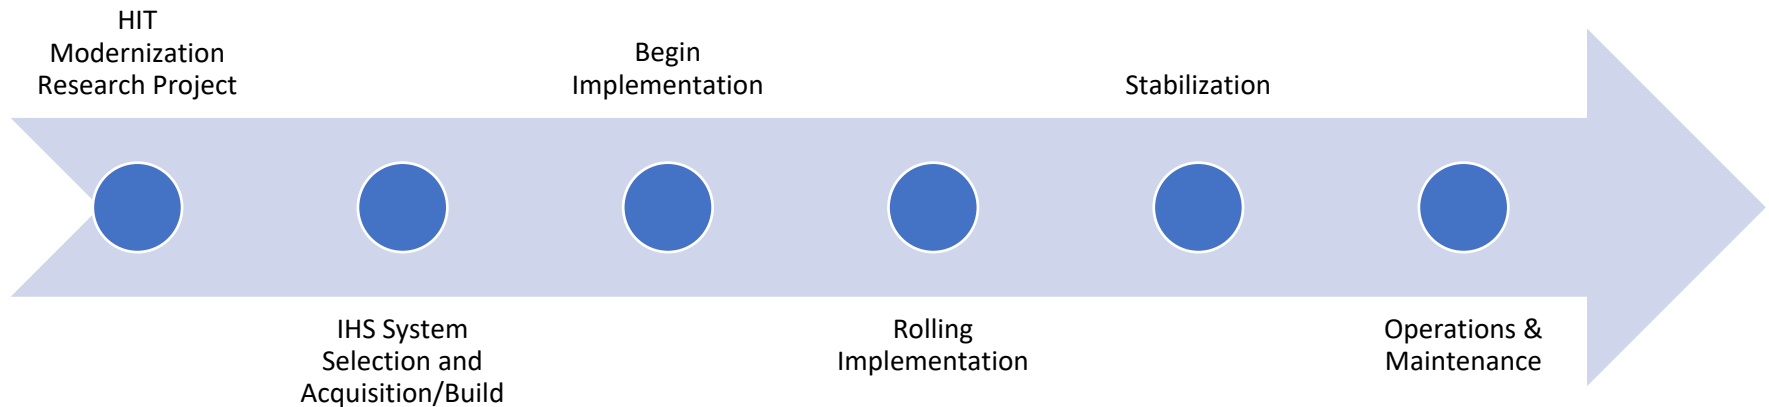 HIT
Modernization
Research Project
IHS System
Selection and
Acquisition/Build
Begin
Implementation
Rolling
Implementation
Stabilization
Operations &
Maintenance